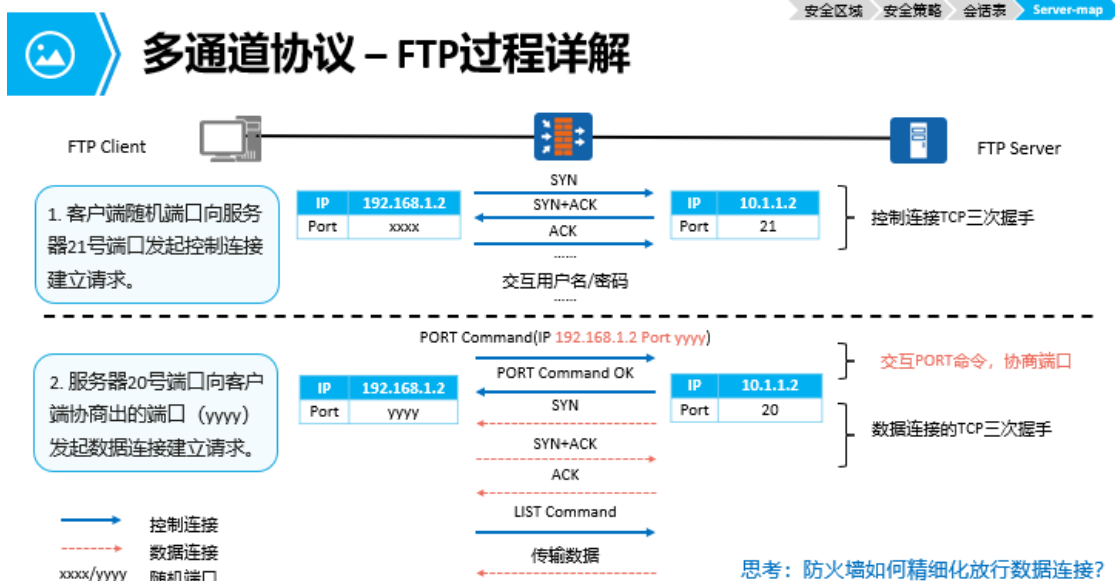 安全区域 安全策略 会话表 Server-map
多通道协议 – FTP过程详解
FTP Client
FTP Server
1. 客户端随机端口向服务
器21号端口发起控制连接
建立请求。
IP 192.168.1.2
Port xxxx
SYN
SYN+ACK
ACK
......
交互用户名/密码
......
IP 10.1.1.2
Port 21
控制连接TCP三次握手
PORT Command(IP 192.168.1.2 Port yyyy)
PORT Command OK
交互PORT命令，协商端口
2. 服务器20号端口向客户
端协商出的端口（yyyy）
发起数据连接建立请求。
IP 192.168.1.2
Port yyyy
IP 10.1.1.2
Port 20
SYN
SYN+ACK
ACK
数据连接的TCP三次握手
LIST Command
传输数据
控制连接
数据连接
xxxx/yyyy 随机端口
思考：防火墙如何精细化放行数据连接?